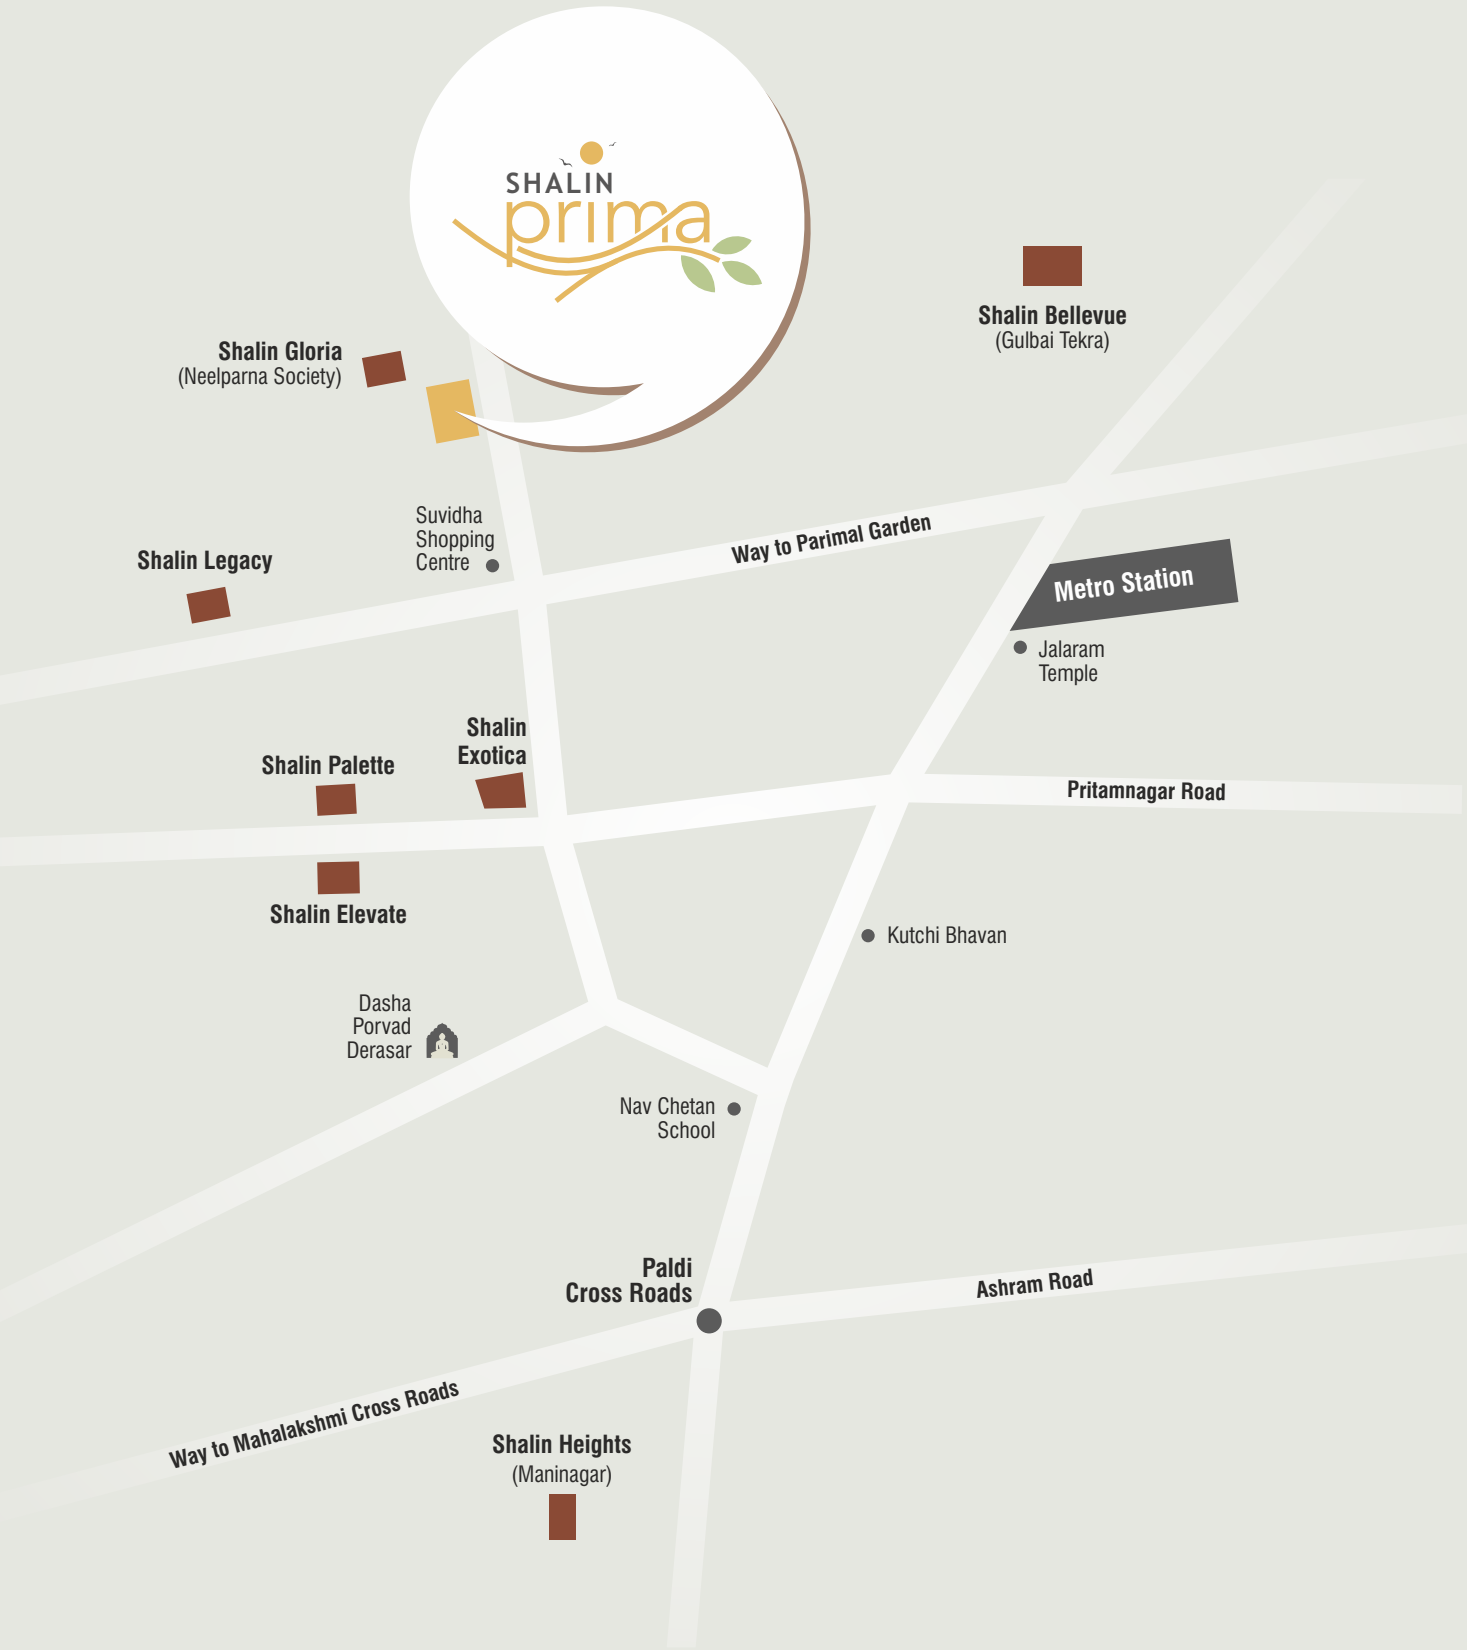 SHALIN
prima
Shalin Bellevue
(Gulbai Tekra)
Shalin Gloria
(Neelparna Society)
Suvidha
Shopping
Centre
Way to Parimal Garden
Shalin Legacy
Metro Station
Jalaram
Temple
Shalin
Exotica
Shalin Palette
Pritamnagar Road
Shalin Elevate
Kutchi Bhavan
Dasha
Porvad
Derasar
Nav Chetan
School
Paldi
Cross Roads
Ashram Road
Way to Mahalakshmi Cross Roads
Shalin Heights
(Maninagar)